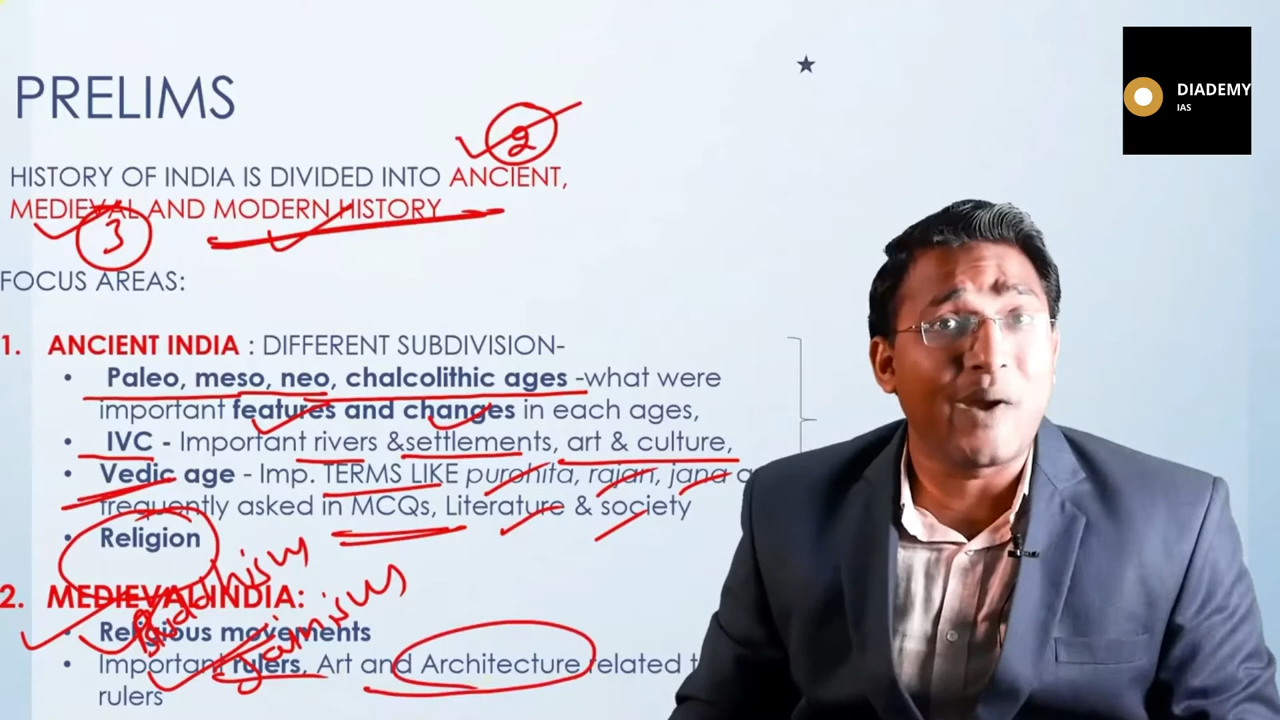 DIADEMY
IAS
PRELIMS
2
HISTORY OF INDIA IS DIVIDED INTO ANCIENT,
MEDIEVAL AND MODERN HISTORY
3
FOCUS AREAS:
1. ANCIENT INDIA : DIFFERENT SUBDIVISION-
• Paleo, meso, neo, chalcolithic ages -what were
important features and changes in each ages,
• IVC - Important rivers &settlements, art & culture,
• Vedic age - Imp. TERMS LIKE purohita, rajan, jana
frequently asked in MCQs, Literature & society
• Religion
Buddhism
Jainism
2. MEDIEVAL INDIA:
• Religious movements
• Important rulers, Art and Architecture related
rulers